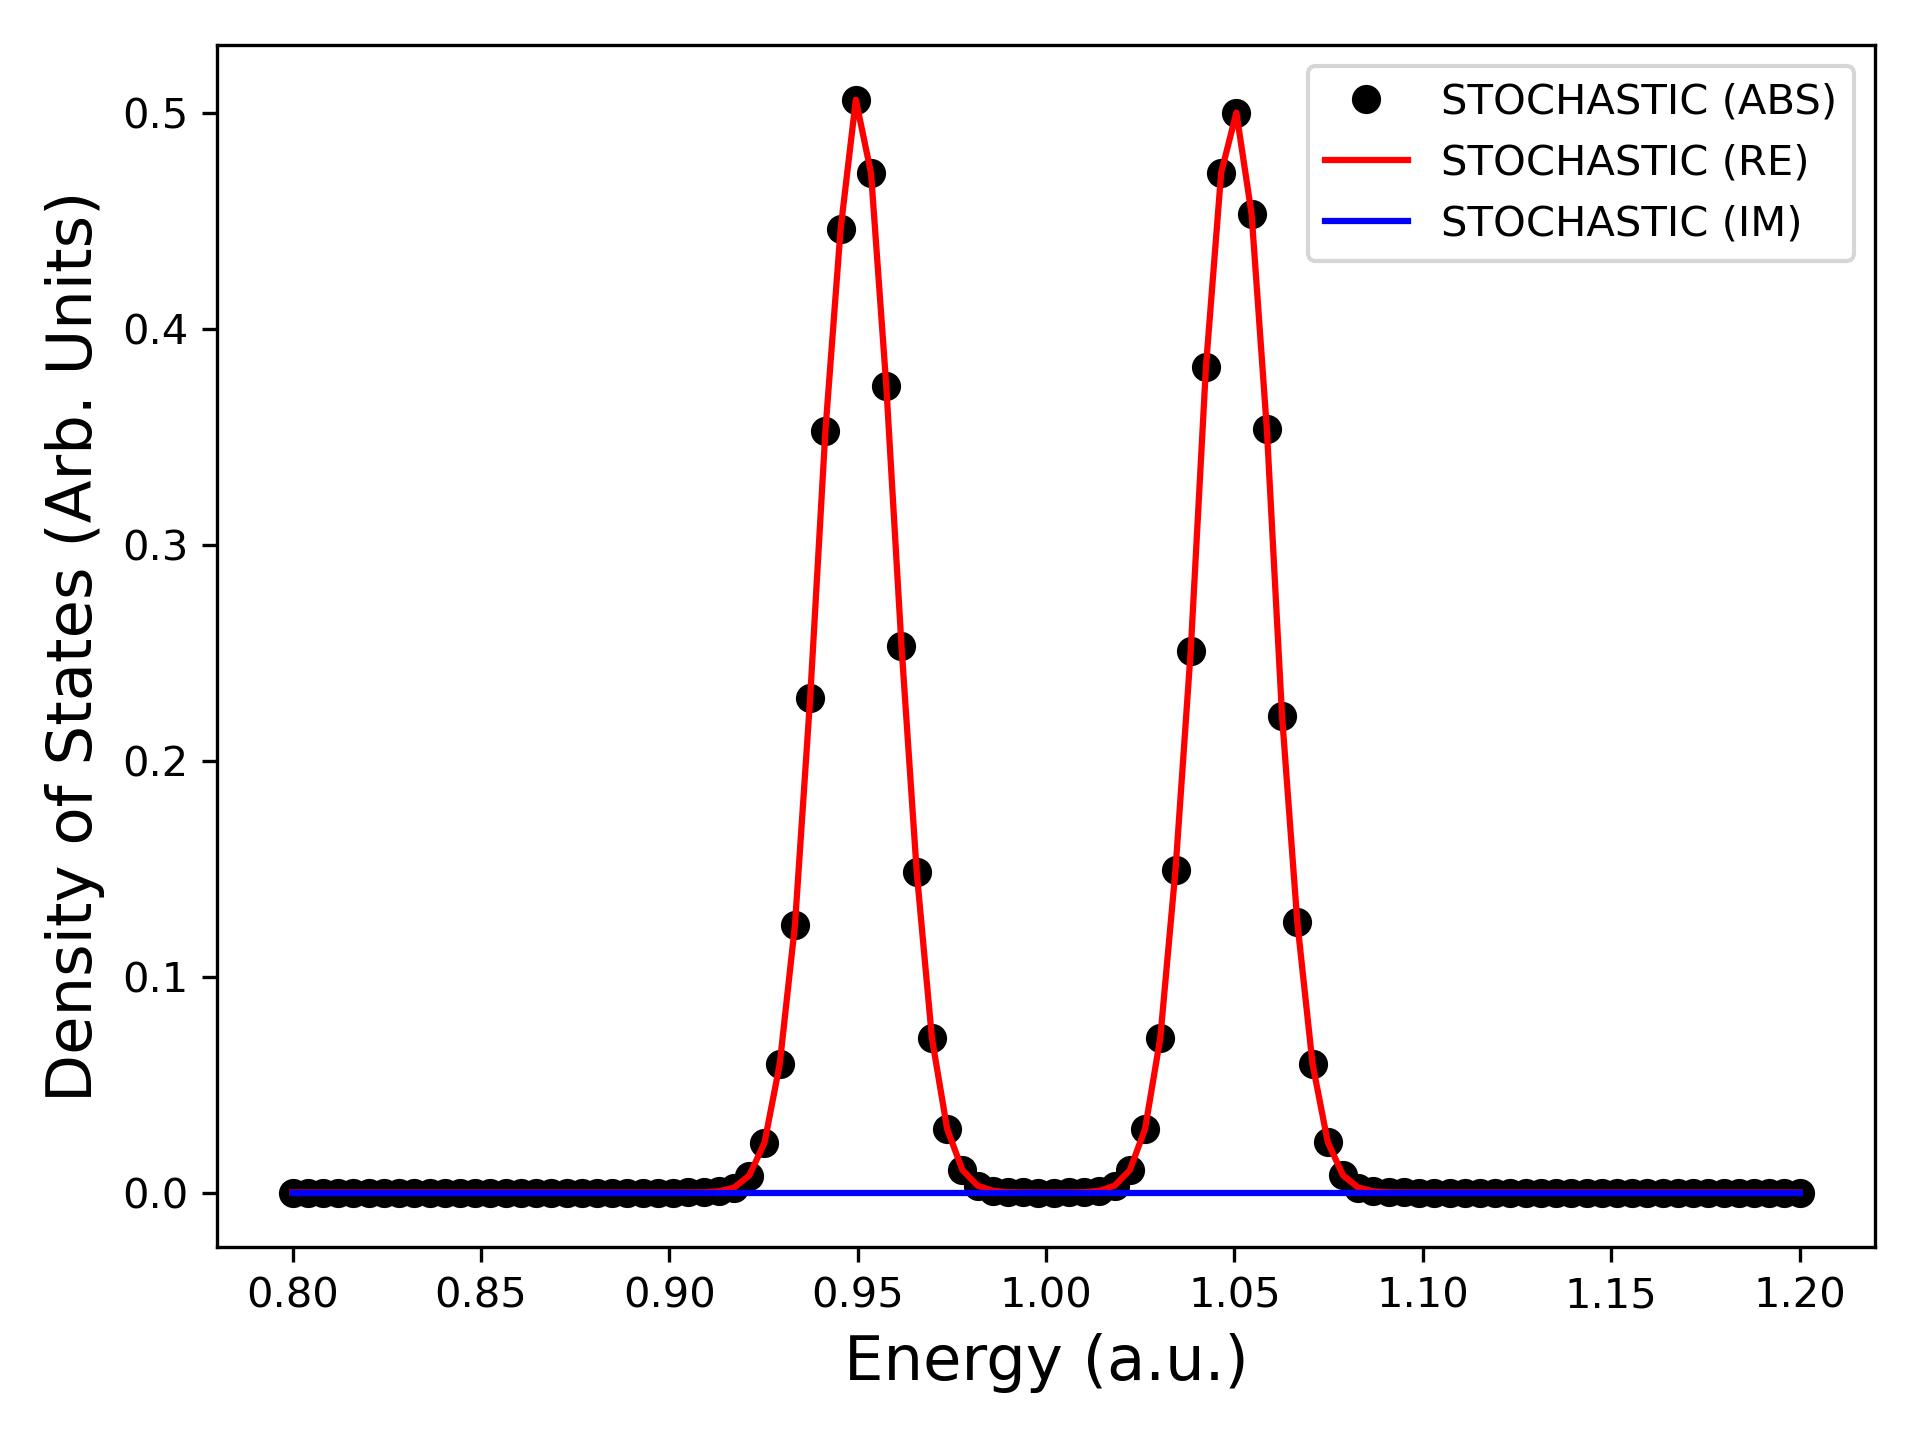 STOCHASTIC (ABS)
STOCHASTIC (RE)
STOCHASTIC (IM)
Density of States (Arb. Units)
0.5
0.4
0.3
0.2
0.1
0.0
0.80 0.85 0.90 0.95 1.00 1.05 1.10 1.15 1.20
Energy (a.u.)